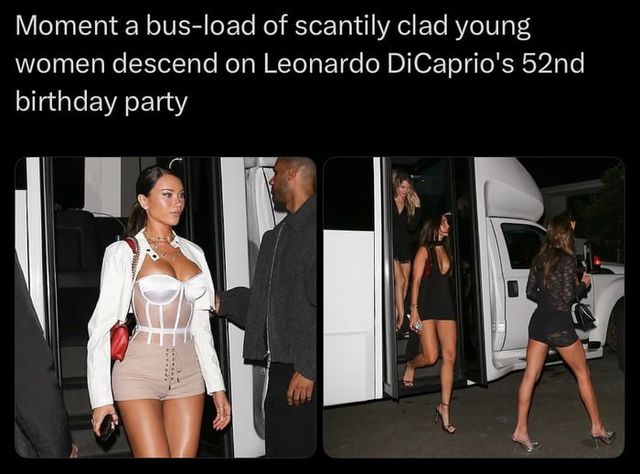 Moment a bus-load of scantily clad young
women descend on Leonardo DiCaprio's 52nd
birthday party